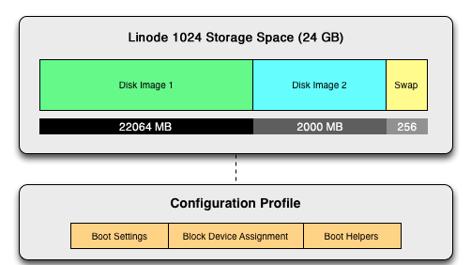 Linode 1024 Storage Space (24 GB)
Disk Image 1 Disk Image 2 Swap
22064 MB 2000 MB 256
Configuration Profile
Boot Settings Block Device Assignment Boot Helpers